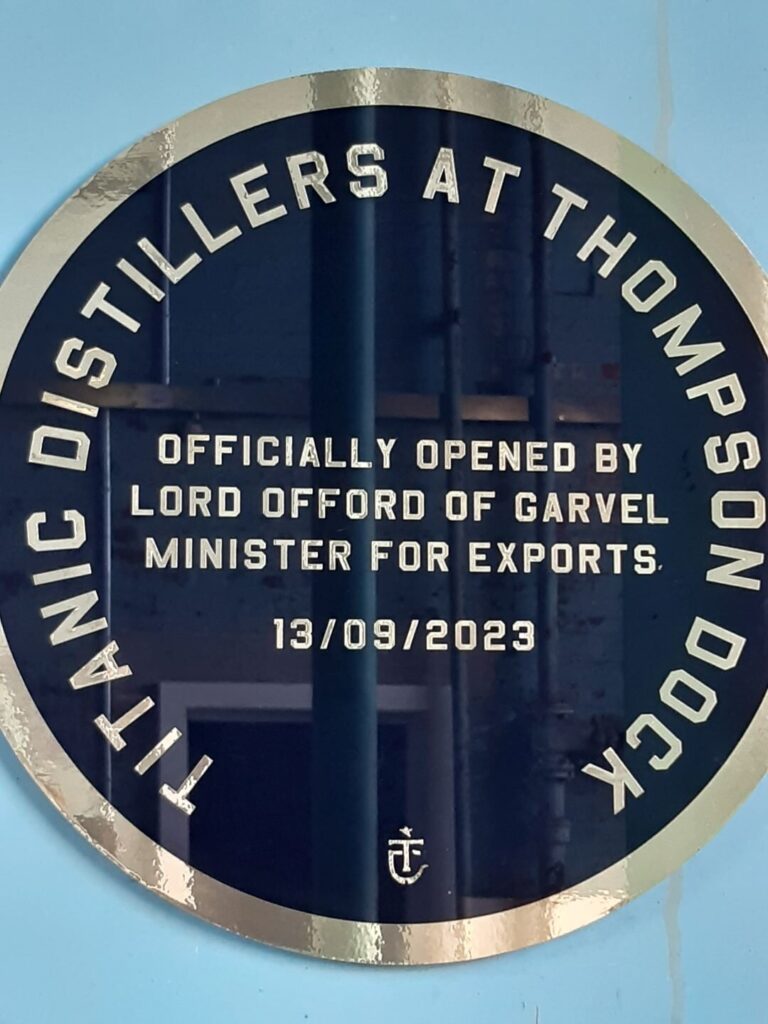 TITANIC DISTILLERS AT THOMPSON DOCK
OFFICIALLY OPENED BY
LORD OFFORD OF GARVEL
MINISTER FOR EXPORTS.
13/09/2023